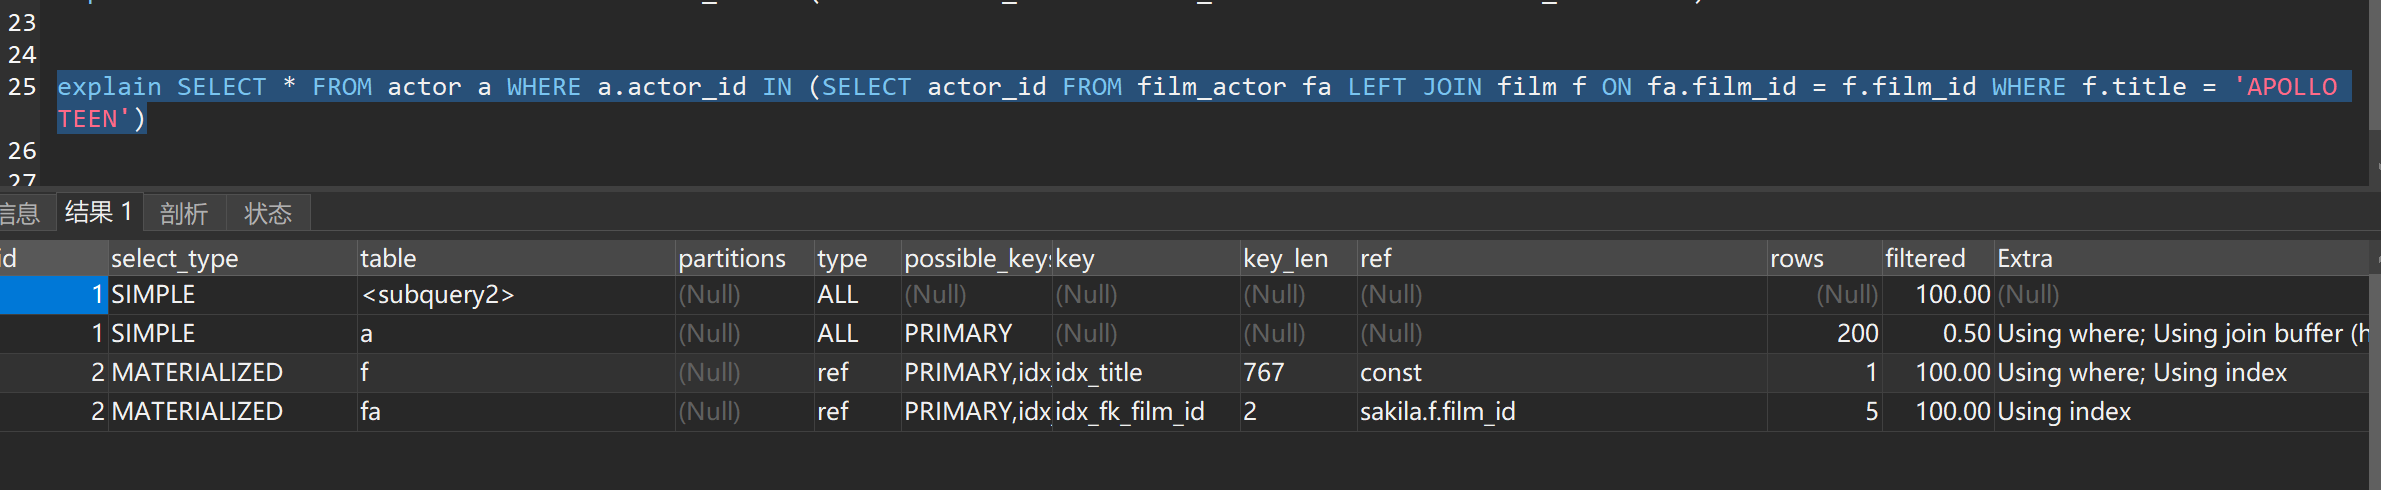 23
24
25 explain SELECT * FROM actor a WHERE a.actor_id IN (SELECT actor_id FROM film_actor fa LEFT JOIN film f ON fa.film_id = f.film_id WHERE f.title = 'APOLLO
TEEN')
26
27
信息 结果 1 剖析 状态
id select_type table partitions type possible_keys key key_len ref rows filtered Extra
1 SIMPLE <subquery2> (Null) ALL (Null) (Null) (Null) (Null) (Null) 100.00 (Null)
1 SIMPLE a (Null) ALL PRIMARY (Null) (Null) (Null) 200 0.50 Using where; Using join buffer (h
2 MATERIALIZED f (Null) ref PRIMARY,idx_ idx_title 767 const 1 100.00 Using where; Using index
2 MATERIALIZED fa (Null) ref PRIMARY,idx_ idx_fk_film_id 2 sakila.f.film_id 5 100.00 Using index